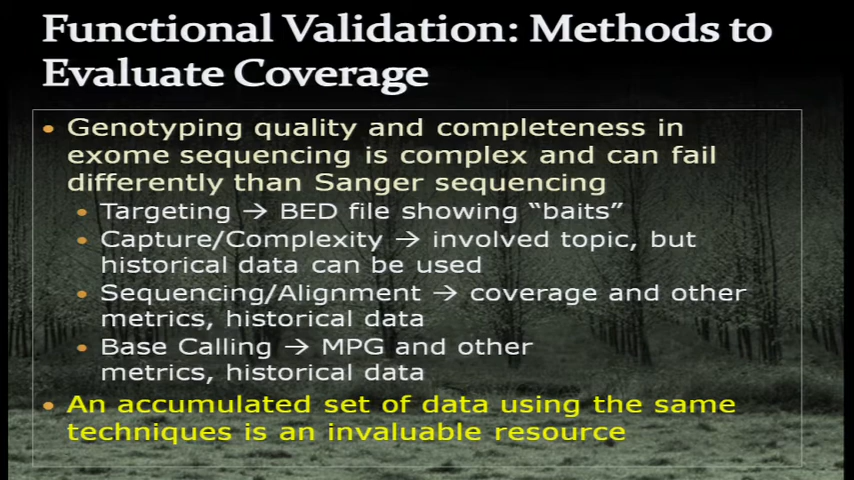 Functional Validation: Methods to
Evaluate Coverage
• Genotyping quality and completeness in
exome sequencing is complex and can fail
differently than Sanger sequencing
• Targeting → BED file showing “baits”
• Capture/Complexity → involved topic, but
historical data can be used
• Sequencing/Alignment → coverage and other
metrics, historical data
• Base Calling → MPG and other
metrics, historical data
• An accumulated set of data using the same
techniques is an invaluable resource